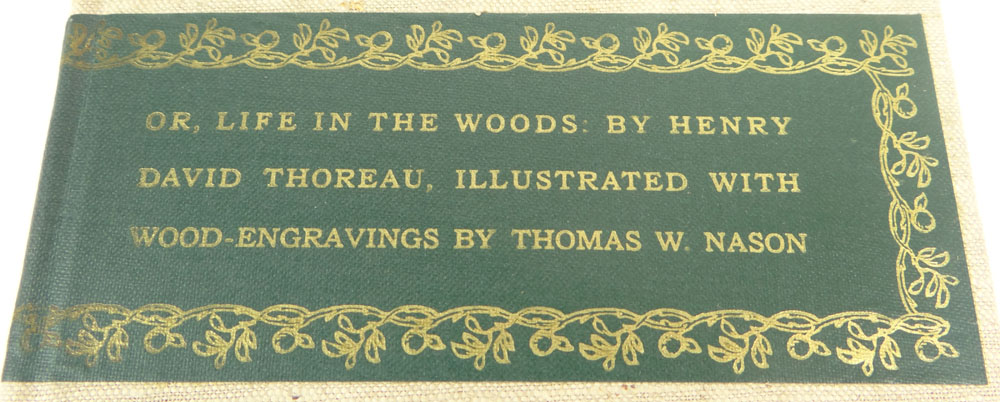 OR, LIFE IN THE WOODS: BY HENRY
DAVID THOREAU, ILLUSTRATED WITH
WOOD-ENGRAVINGS BY THOMAS W. NASON